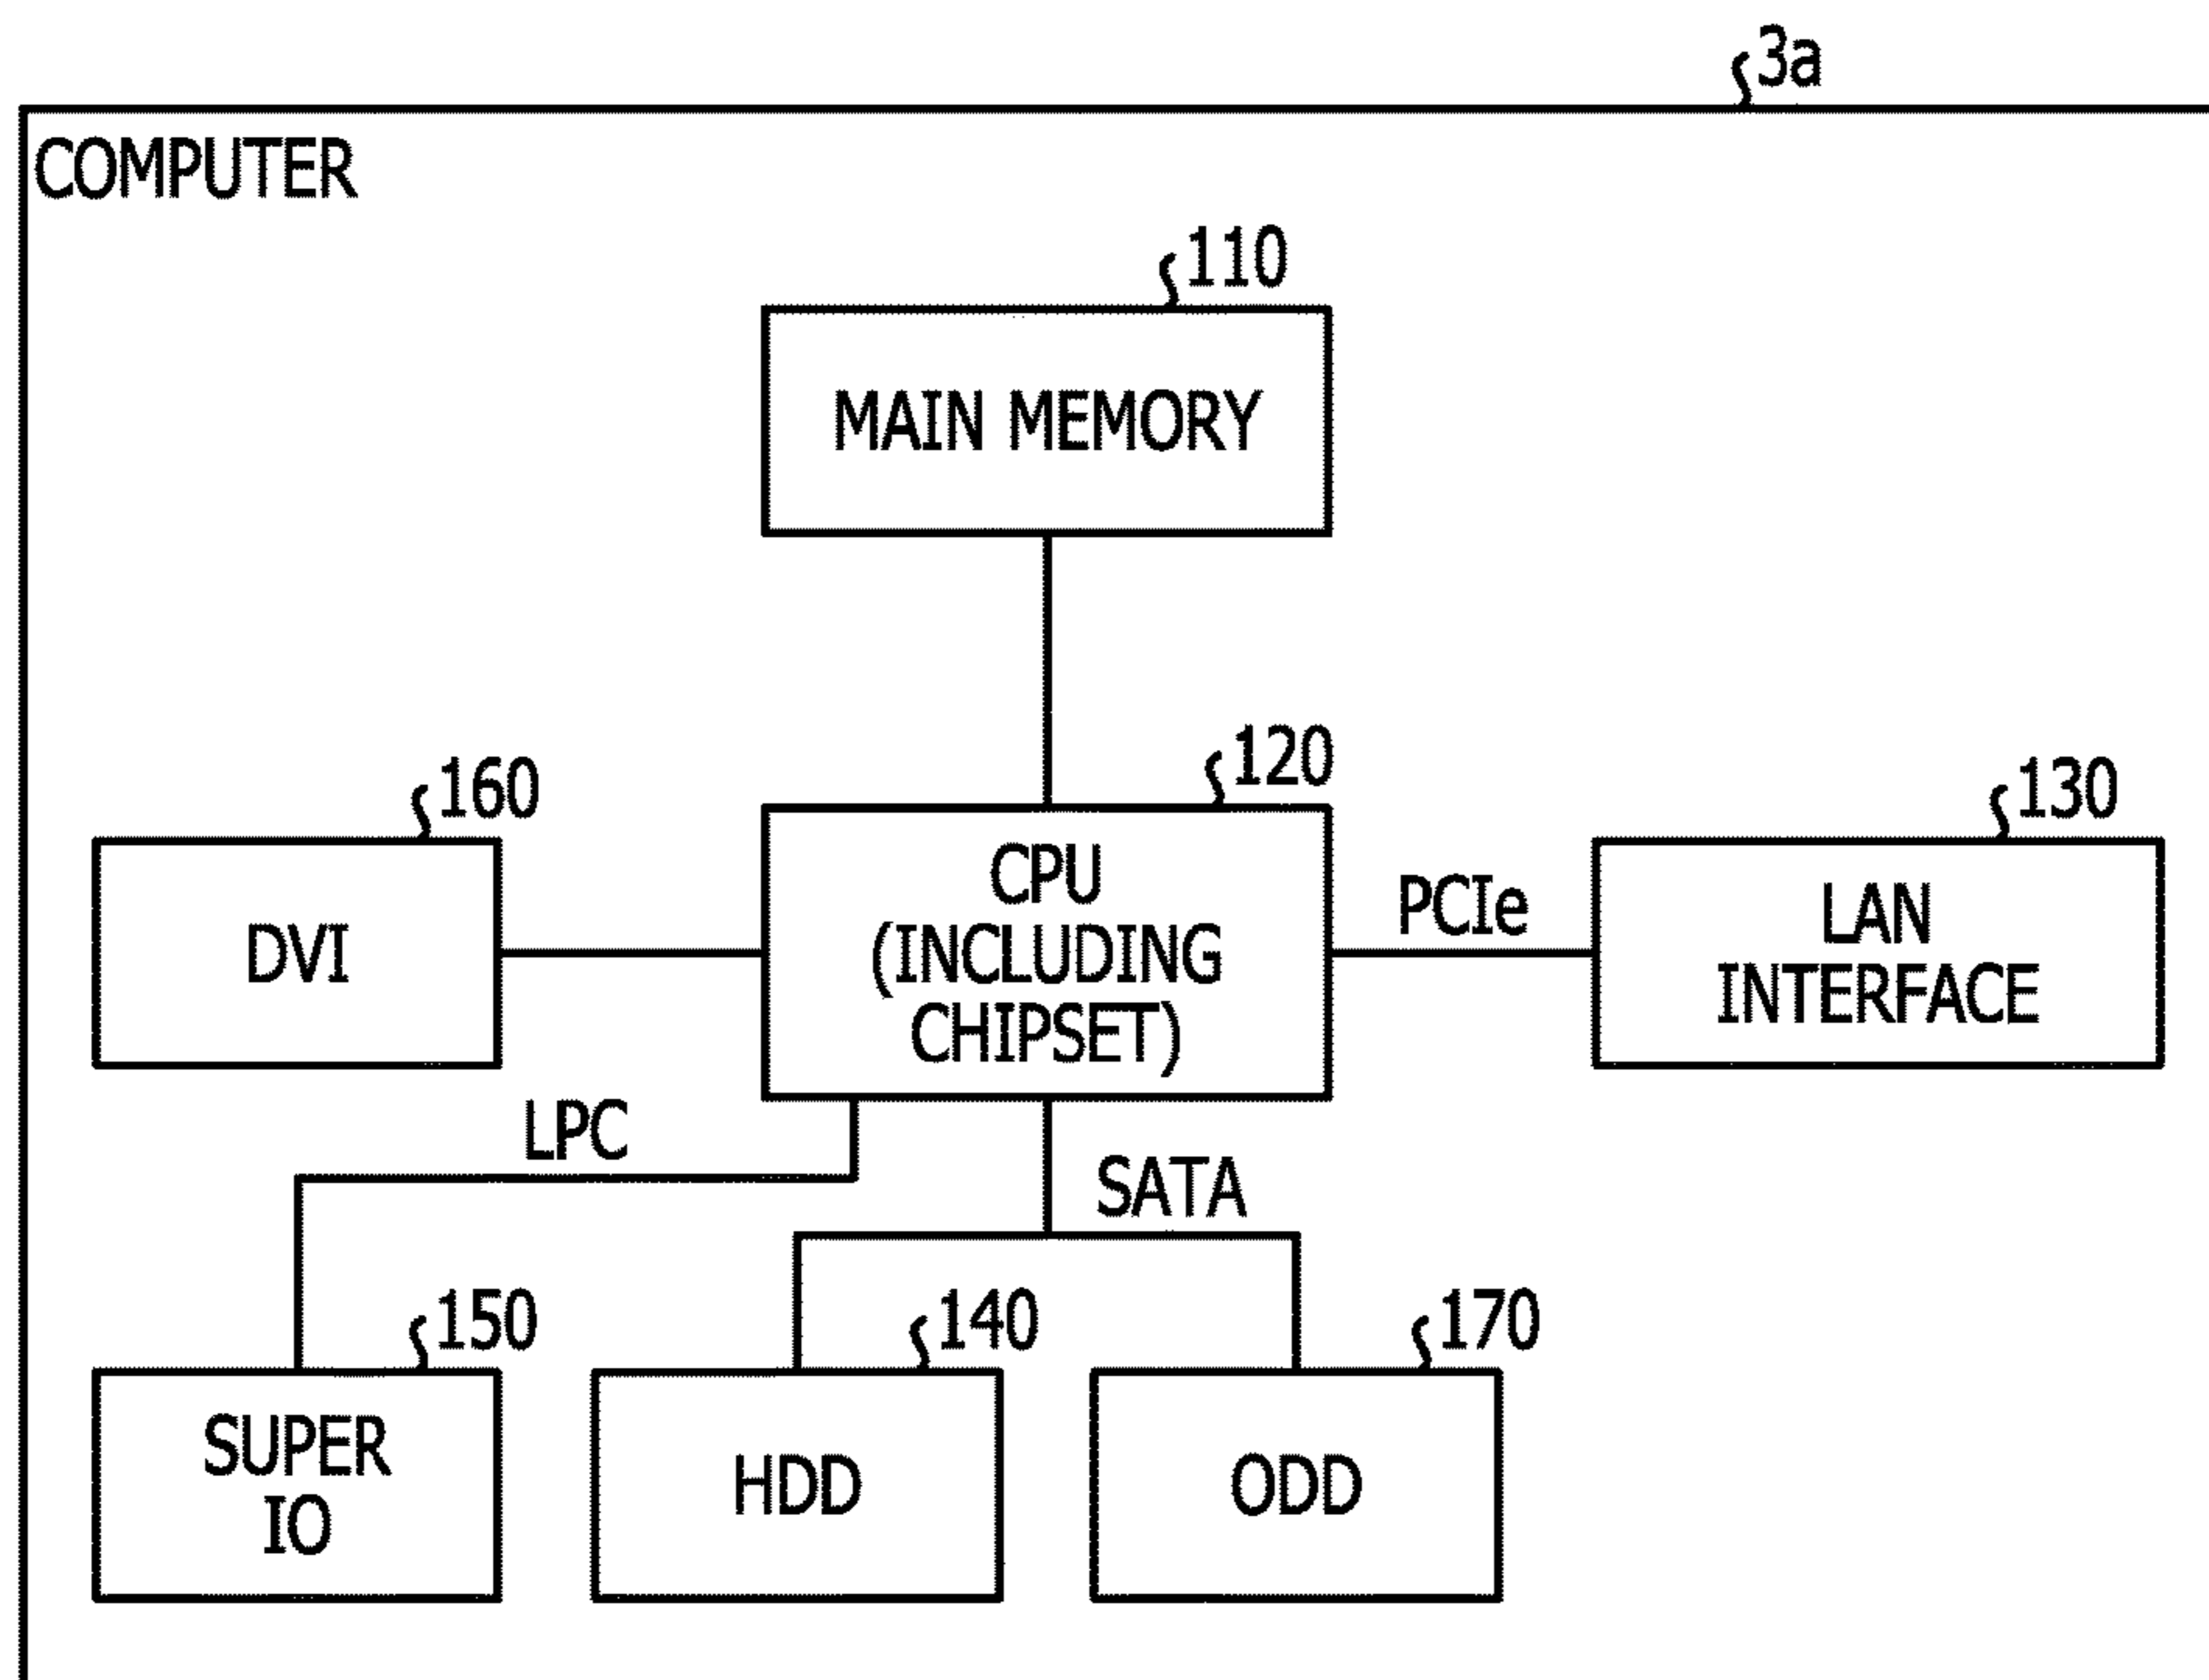 3a
COMPUTER
110
MAIN MEMORY
120
160
130
CPU
(INCLUDING
CHIPSET)
DVI
PCIe
LAN
INTERFACE
LPC
SATA
150
140
170
SUPER
IO
HDD
ODD